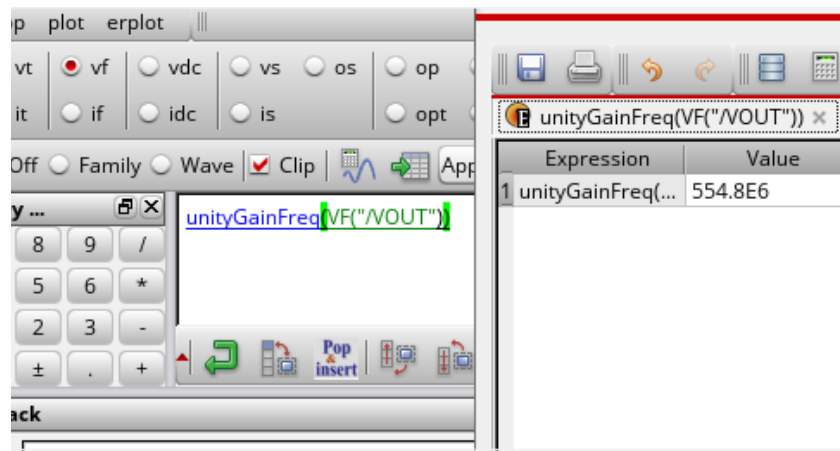 op plot erplot
vt vf vdc vs os op
it if idc is opt
Off Family Wave Clip App
y ...
8 9 /
5 6 *
2 3 -
± . +
unityGainFreq(VF("/VOUT"))
Pop
&
insert
ack
unityGainFreq(VF("/VOUT"))
Expression Value
1 unityGainFreq(... 554.8E6